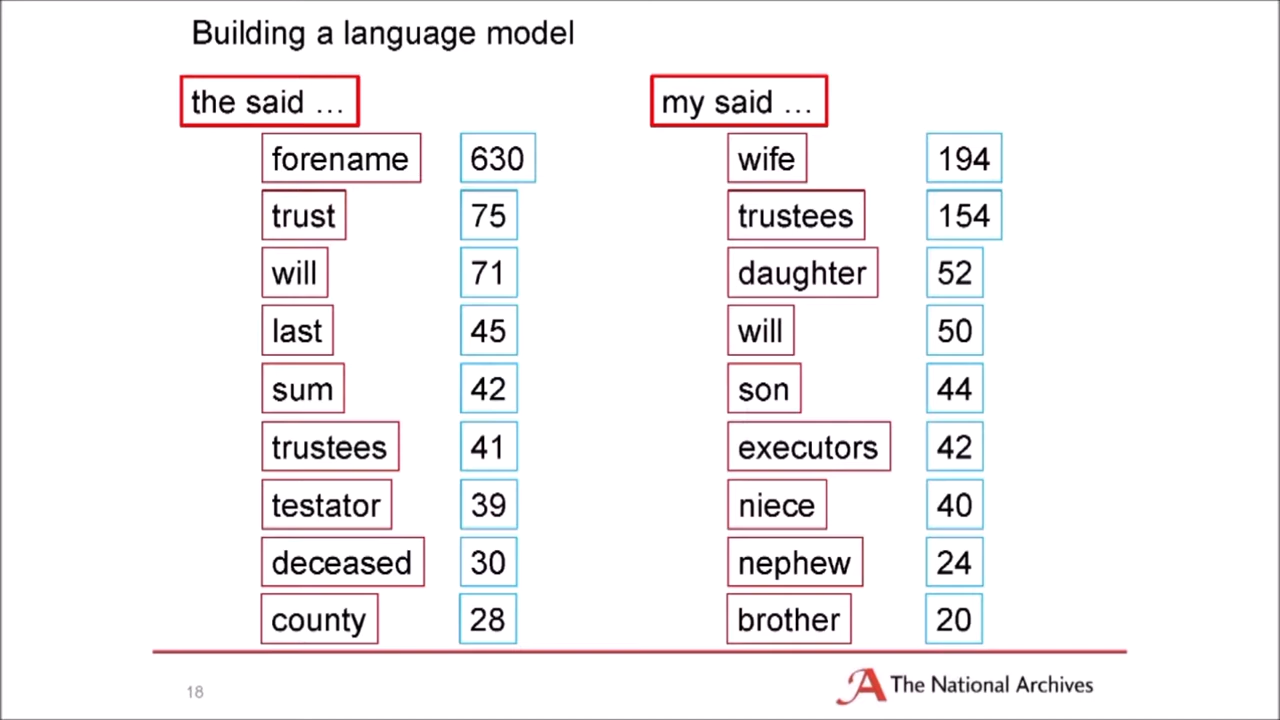 Building a language model
the said ...
forename 630
trust 75
will 71
last 45
sum 42
trustees 41
testator 39
deceased 30
county 28
my said ...
wife 194
trustees 154
daughter 52
will 50
son 44
executors 42
niece 40
nephew 24
brother 20
18
The National Archives